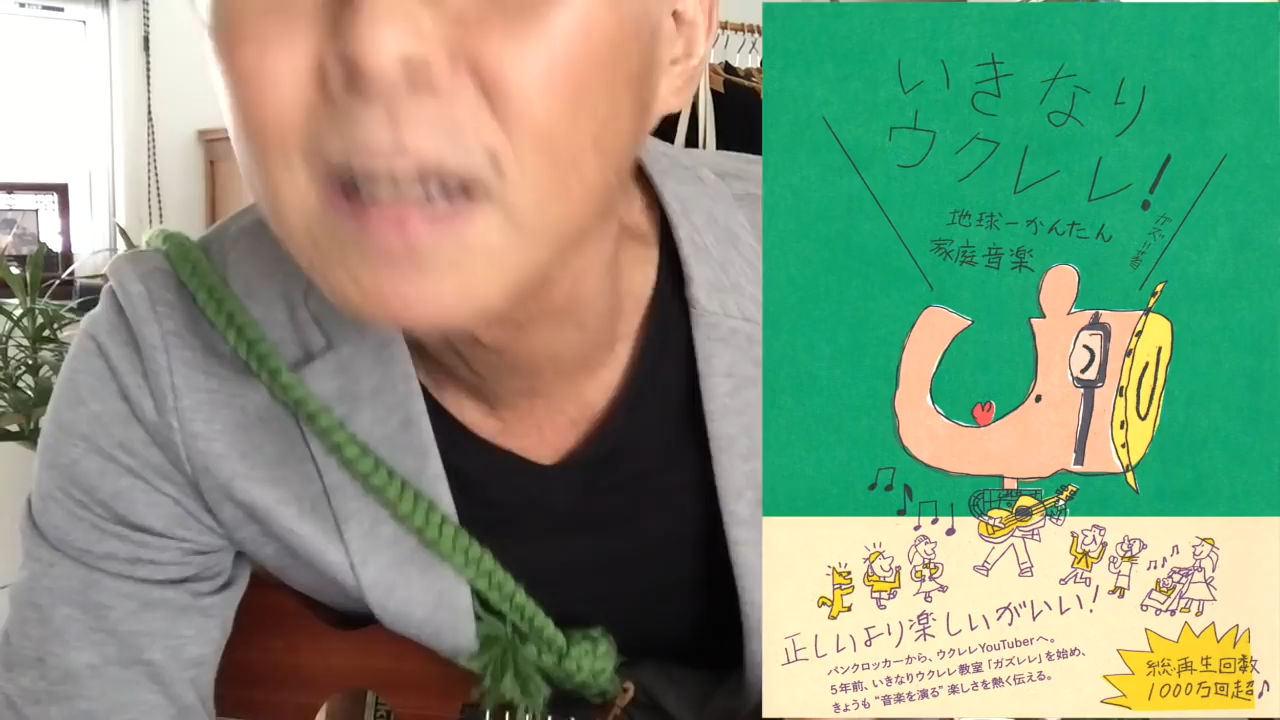 いきなり
ウクレレ!
地球一かんたん
家庭音楽
ガズ/著
正しいより楽しいがいい!
パンクロッカーから、ウクレレYouTuberへ。
5年前、いきなりウクレレ教室「ガズレレ」を始め、
きょうも“音楽を演る”楽しさを熱く伝える。
総再生回数
1000万回超♪